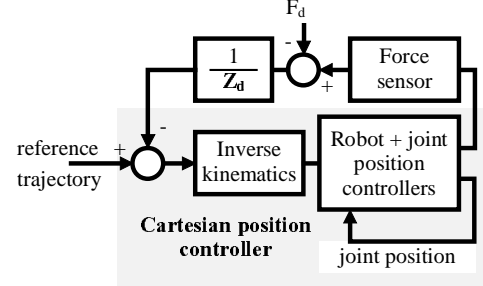 F_d
-
1
Z_d
+
Force
sensor
-
reference
trajectory
+
Inverse
kinematics
Robot + joint
position
controllers
Cartesian position
controller
joint position